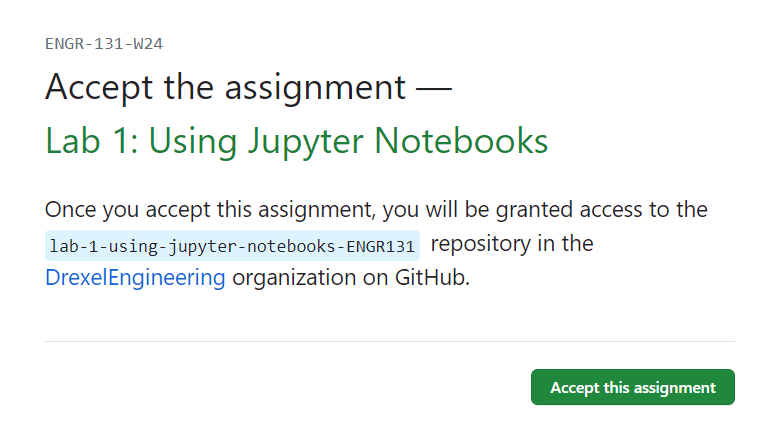 ENGR-131-W24
Accept the assignment —
Lab 1: Using Jupyter Notebooks
Once you accept this assignment, you will be granted access to the
lab-1-using-jupyter-notebooks-ENGR131 repository in the
DrexelEngineering organization on GitHub.
Accept this assignment